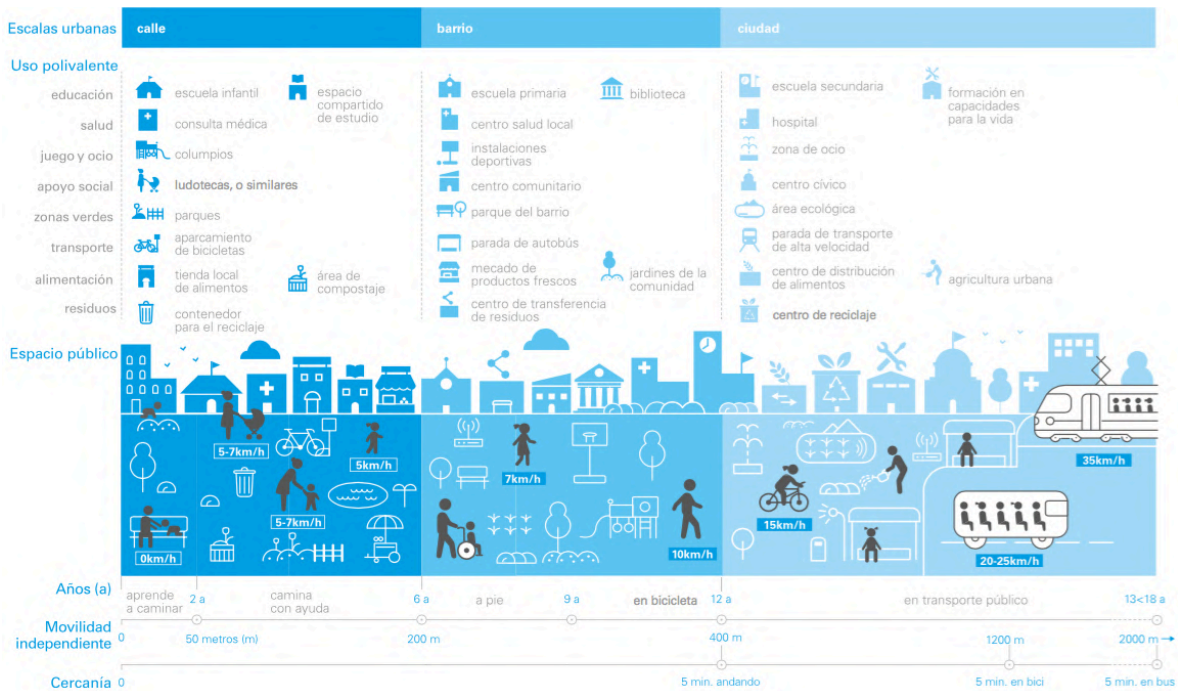 Escalas urbanas
calle
barrio
ciudad
Uso polivalente
educación
escuela infantil
espacio
compartido
de estudio
escuela primaria
biblioteca
escuela secundaria
formación en
capacidades
para la vida
salud
consulta médica
centro salud local
hospital
juego y ocio
columpios
instalaciones
deportivas
zona de ocio
apoyo social
ludotecas, o similares
centro comunitario
centro cívico
zonas verdes
parques
parque del barrio
área ecológica
transporte
aparcamiento
de bicicletas
parada de autobús
parada de transporte
de alta velocidad
alimentación
tienda local
de alimentos
área de
compostaje
mecado de
productos frescos
jardines de la
comunidad
centro de distribución
de alimentos
agricultura urbana
residuos
contenedor
para el reciclaje
centro de transferencia
de residuos
centro de reciclaje
Espacio público
5-7km/h
5km/h
7km/h
35km/h
5-7km/h
15km/h
0km/h
10km/h
20-25km/h
Años (a)
aprende
a caminar
2 a
camina
con ayuda
6 a
a pie
9 a
en bicicleta
12 a
en transporte público
13<18 a
Movilidad
independiente
0
50 metros (m)
200 m
400 m
1200 m
2000 m
Cercanía
0
5 min. andando
5 min. en bici
5 min. en bus